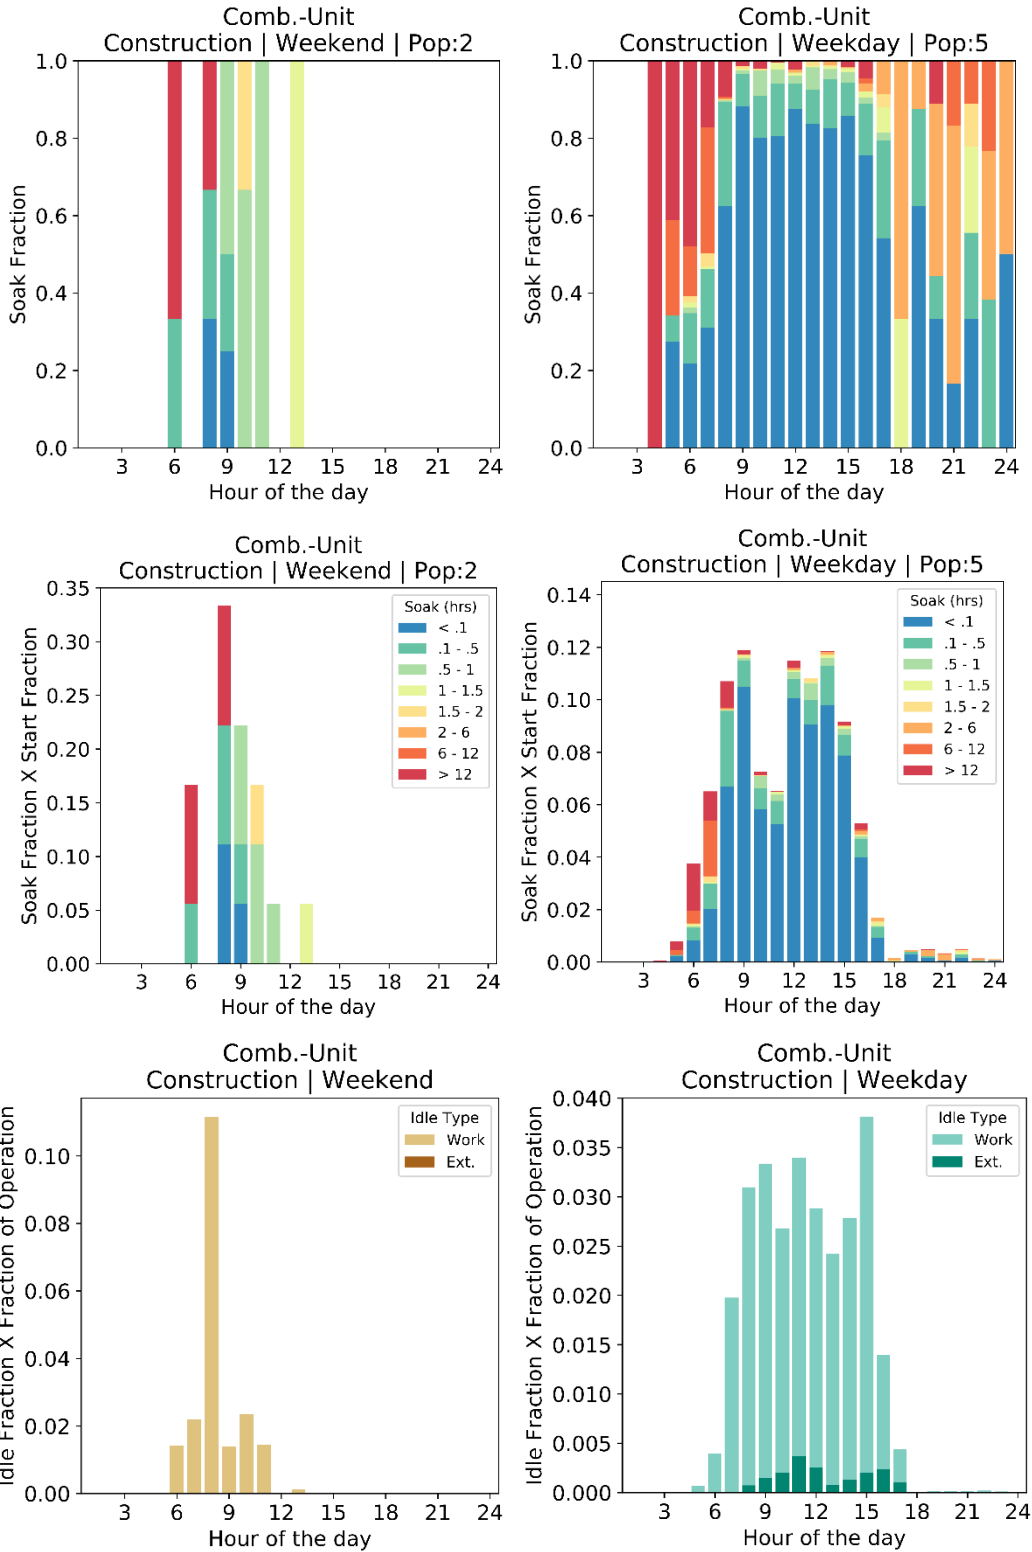 Comb.-Unit
Construction | Weekend | Pop:2
1.0
0.8
0.6
0.4
0.2
0.0
Soak Fraction
3 6 9 12 15 18 21 24
Hour of the day
Comb.-Unit
Construction | Weekday | Pop:5
1.0
0.8
0.6
0.4
0.2
0.0
Soak Fraction
3 6 9 12 15 18 21 24
Hour of the day
Comb.-Unit
Construction | Weekend | Pop:2
0.35
0.30
0.25
0.20
0.15
0.10
0.05
0.00
Soak Fraction X Start Fraction
Soak (hrs)
< .1
.1 - .5
.5 - 1
1 - 1.5
1.5 - 2
2 - 6
6 - 12
> 12
3 6 9 12 15 18 21 24
Hour of the day
Comb.-Unit
Construction | Weekday | Pop:5
0.14
0.12
0.10
0.08
0.06
0.04
0.02
0.00
Soak Fraction X Start Fraction
Soak (hrs)
< .1
.1 - .5
.5 - 1
1 - 1.5
1.5 - 2
2 - 6
6 - 12
> 12
3 6 9 12 15 18 21 24
Hour of the day
Comb.-Unit
Construction | Weekend
0.10
0.08
0.06
0.04
0.02
0.00
Idle Fraction X Fraction of Operation
Idle Type
Work
Ext.
3 6 9 12 15 18 21 24
Hour of the day
Comb.-Unit
Construction | Weekday
0.040
0.035
0.030
0.025
0.020
0.015
0.010
0.005
0.000
Idle Fraction X Fraction of Operation
Idle Type
Work
Ext.
3 6 9 12 15 18 21 24
Hour of the day